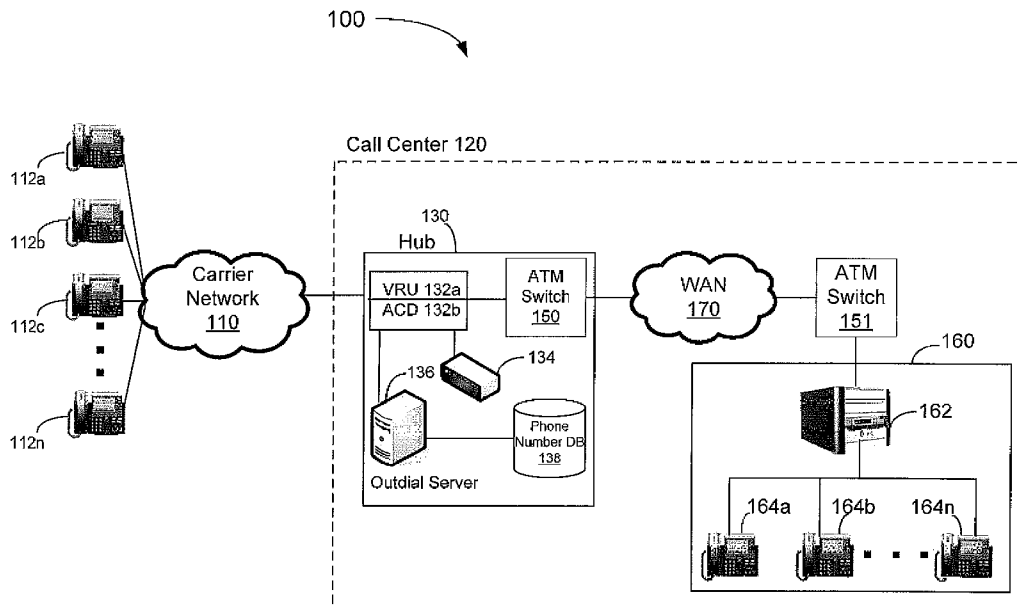 100
Call Center 120
112a
112b
112c
112n
Carrier
Network
110
130
Hub
VRU 132a
ACD 132b
ATM
Switch
150
134
136
Outdial Server
Phone
Number DB
138
WAN
170
ATM
Switch
151
160
162
164a
164b
164n